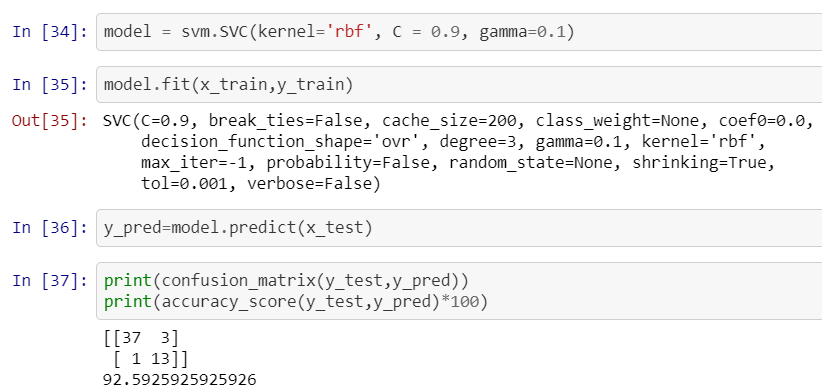 In [34]: model = svm.SVC(kernel='rbf', C = 0.9, gamma=0.1)
In [35]: model.fit(x_train,y_train)
Out[35]: SVC(C=0.9, break_ties=False, cache_size=200, class_weight=None, coef0=0.0,
decision_function_shape='ovr', degree=3, gamma=0.1, kernel='rbf',
max_iter=-1, probability=False, random_state=None, shrinking=True,
tol=0.001, verbose=False)
In [36]: y_pred=model.predict(x_test)
In [37]: print(confusion_matrix(y_test,y_pred))
print(accuracy_score(y_test,y_pred)*100)
[[37  3]
[ 1 13]]
92.5925925925926